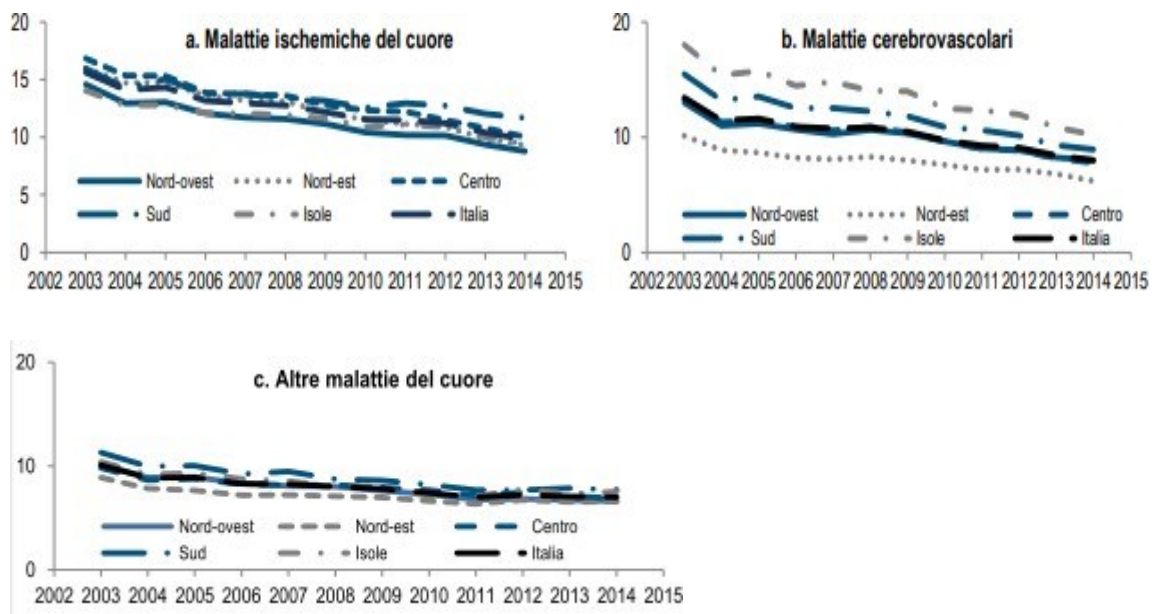 a. Malattie ischemiche del cuore
20
15
10
5
0
Nord-ovest Nord-est Centro
Sud Isole Italia
2002 2003 2004 2005 2006 2007 2008 2009 2010 2011 2012 2013 2014 2015
b. Malattie cerebrovascolari
20
10
0
Nord-ovest Nord-est Centro
Sud Isole Italia
2002 2003 2004 2005 2006 2007 2008 2009 2010 2011 2012 2013 2014 2015
c. Altre malattie del cuore
20
10
0
Nord-ovest Nord-est Centro
Sud Isole Italia
2002 2003 2004 2005 2006 2007 2008 2009 2010 2011 2012 2013 2014 2015